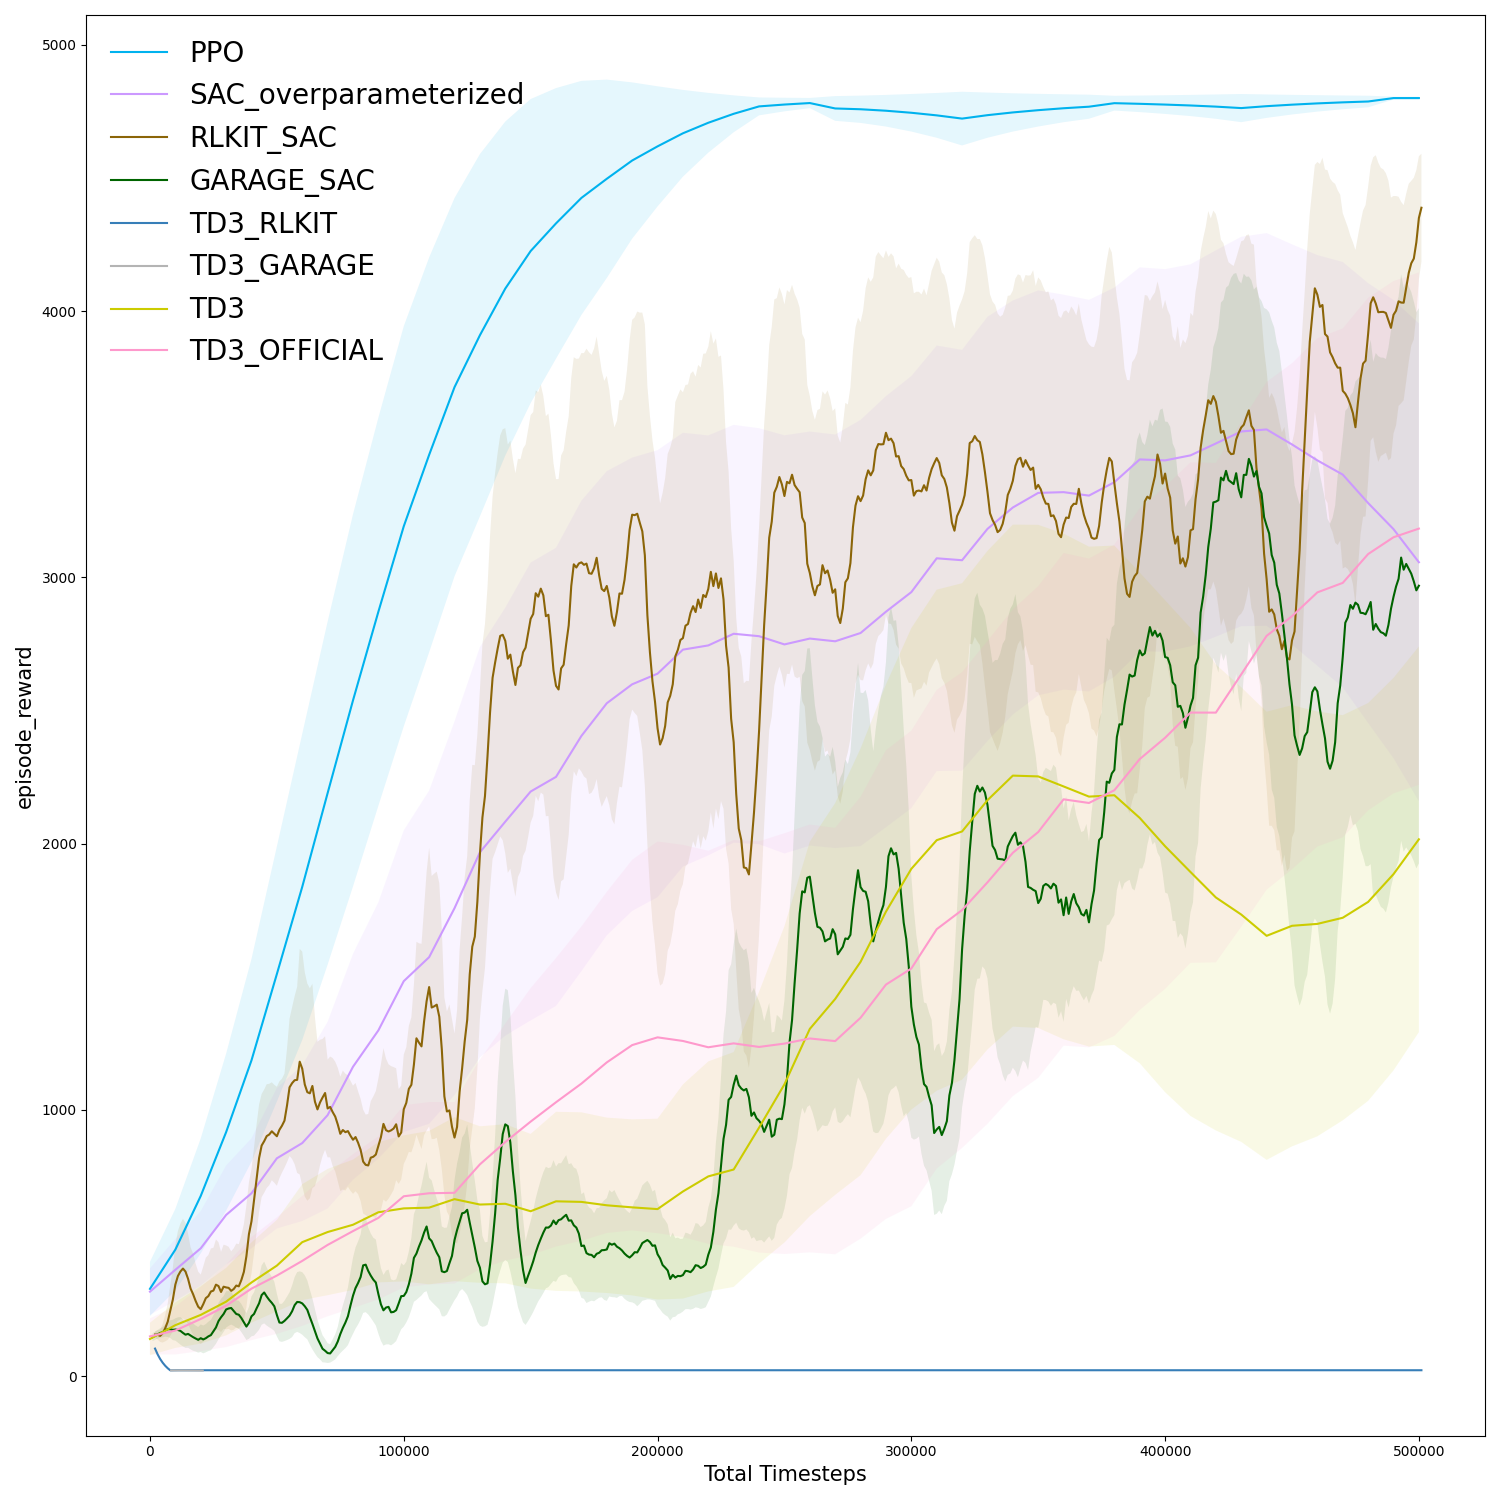 5000
4000
3000
2000
1000
0
episode_reward
PPO
SAC_overparameterized
RLKIT_SAC
GARAGE_SAC
TD3_RLKIT
TD3_GARAGE
TD3
TD3_OFFICIAL
0 100000 200000 300000 400000 500000
Total Timesteps